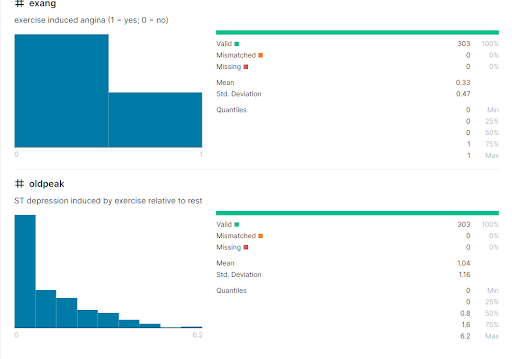 # exang
exercise induced angina (1 = yes; 0 = no)
0 1
Valid 303 100%
Mismatched 0 0%
Missing 0 0%
Mean 0.33
Std. Deviation 0.47
Quantiles 0 Min
0 25%
0 50%
1 75%
1 Max
# oldpeak
ST depression induced by exercise relative to rest
0 6.2
Valid 303 100%
Mismatched 0 0%
Missing 0 0%
Mean 1.04
Std. Deviation 1.16
Quantiles 0 Min
0 25%
0.8 50%
1.6 75%
6.2 Max